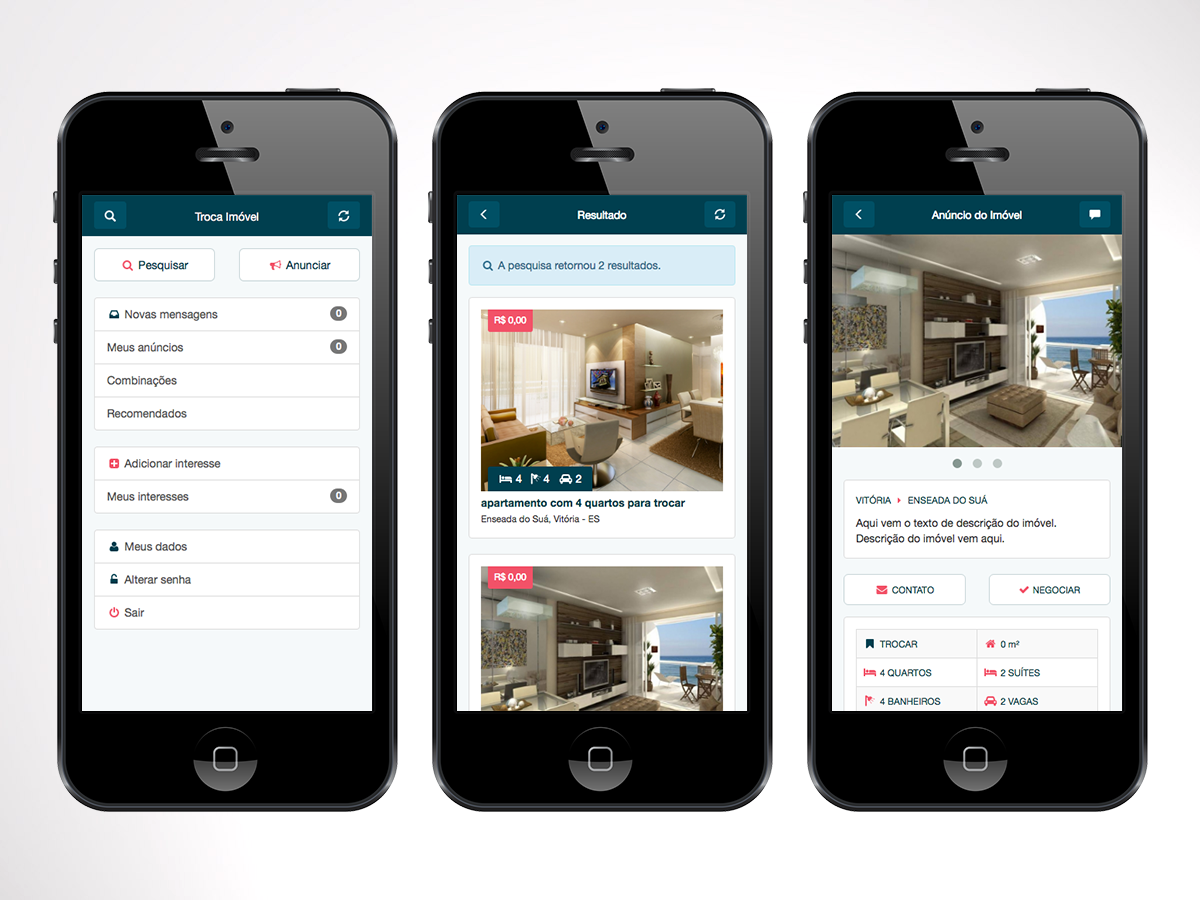 Troca Imóvel
Pesquisar
Anunciar
Novas mensagens 0
Meus anúncios 0
Combinações
Recomendados
Adicionar interesse
Meus interesses 0
Meus dados
Alterar senha
Sair
Resultado
A pesquisa retornou 2 resultados.
R$ 0,00
4 4 2
apartamento com 4 quartos para trocar
Enseada do Suá, Vitória - ES
R$ 0,00
Anúncio do Imóvel
VITÓRIA ENSEADA DO SUÁ
Aqui vem o texto de descrição do imóvel.
Descrição do imóvel vem aqui.
CONTATO
NEGOCIAR
TROCAR 0 m²
4 QUARTOS 2 SUÍTES
4 BANHEIROS 2 VAGAS